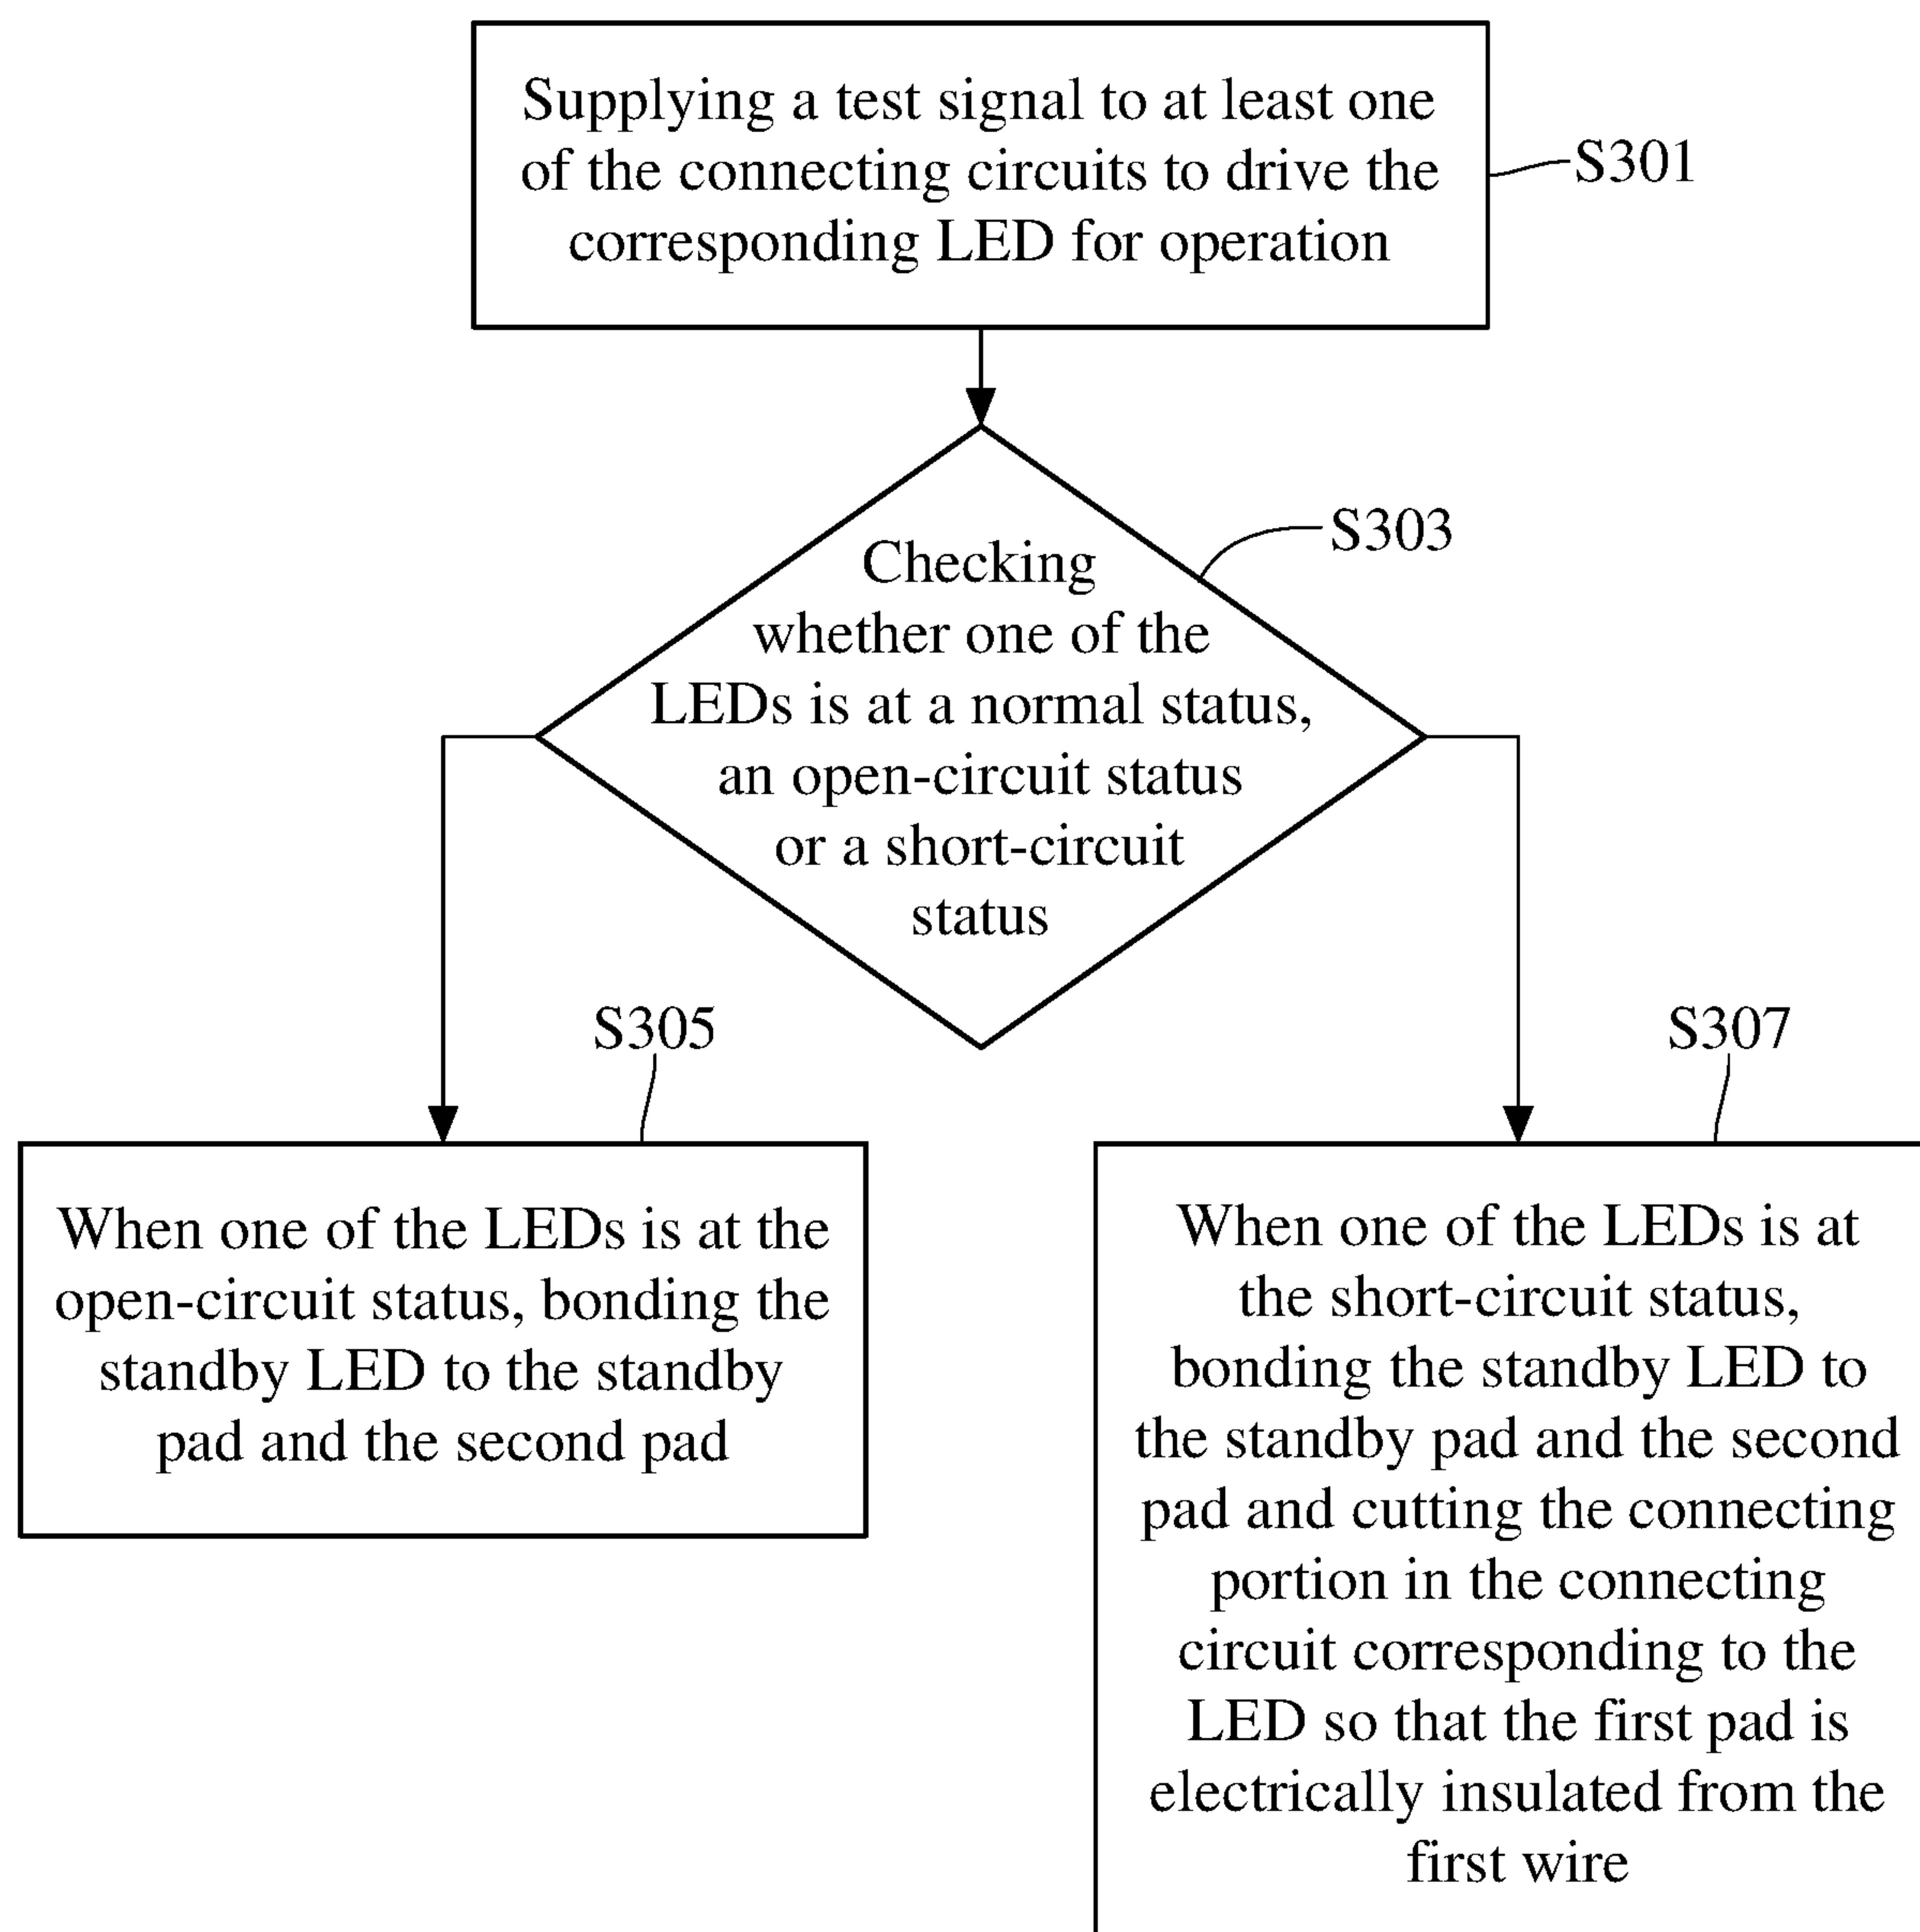 Supplying a test signal to at least one
of the connecting circuits to drive the
corresponding LED for operation
S301
S303
Checking
whether one of the
LEDs is at a normal status,
an open-circuit status
or a short-circuit
status
S305
When one of the LEDs is at the
open-circuit status, bonding the
standby LED to the standby
pad and the second pad
S307
When one of the LEDs is at
the short-circuit status,
bonding the standby LED to
the standby pad and the second
pad and cutting the connecting
portion in the connecting
circuit corresponding to the
LED so that the first pad is
electrically insulated from the
first wire